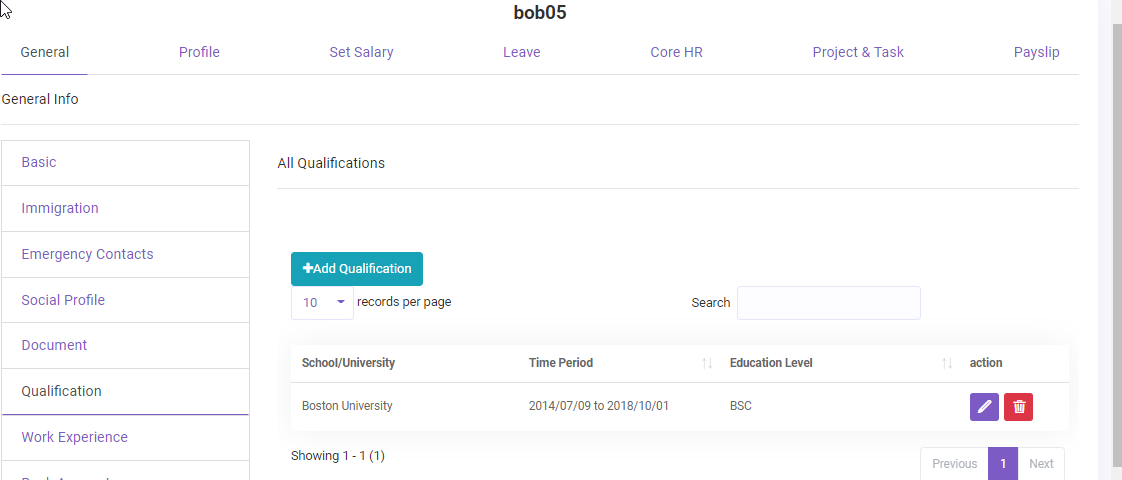 bob05
General Profile Set Salary Leave Core HR Project & Task Payslip
General Info
Basic
Immigration
Emergency Contacts
Social Profile
Document
Qualification
Work Experience
All Qualifications
+Add Qualification
10 records per page Search
School/University Time Period Education Level action
Boston University 2014/07/09 to 2018/10/01 BSC
Showing 1 - 1 (1)
Previous 1 Next